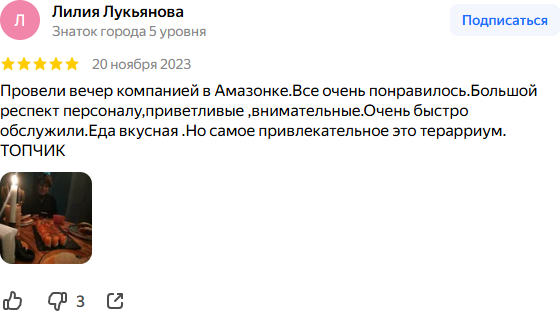 Л
Лилия Лукьянова
Знаток города 5 уровня
Подписаться
20 ноября 2023
Провели вечер компанией в Амазонке.Все очень понравилось.Большой
респект персоналу,приветливые ,внимательные.Очень быстро
обслужили.Еда вкусная .Но самое привлекательное это терарриум.
ТОПЧИК
3